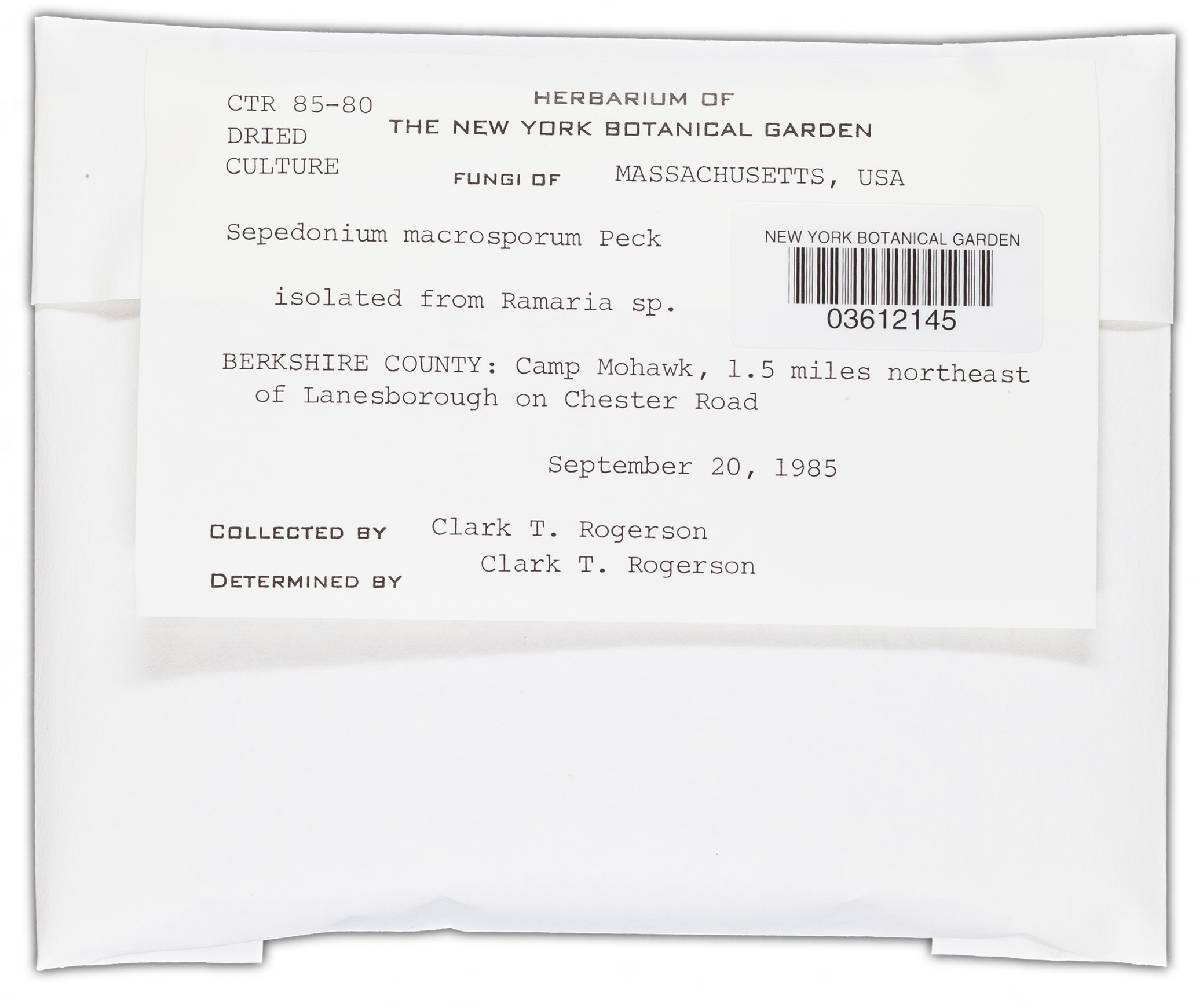 CTR 85-80
DRIED
CULTURE
HERBARIUM OF
THE NEW YORK BOTANICAL GARDEN
FUNGI OF MASSACHUSETTS, USA
Sepedonium macrosporum Peck
NEW YORK BOTANICAL GARDEN
03612145
isolated from Ramaria sp.
BERKSHIRE COUNTY: Camp Mohawk, 1.5 miles northeast
of Lanesborough on Chester Road
September 20, 1985
COLLECTED BY Clark T. Rogerson
DETERMINED BY Clark T. Rogerson